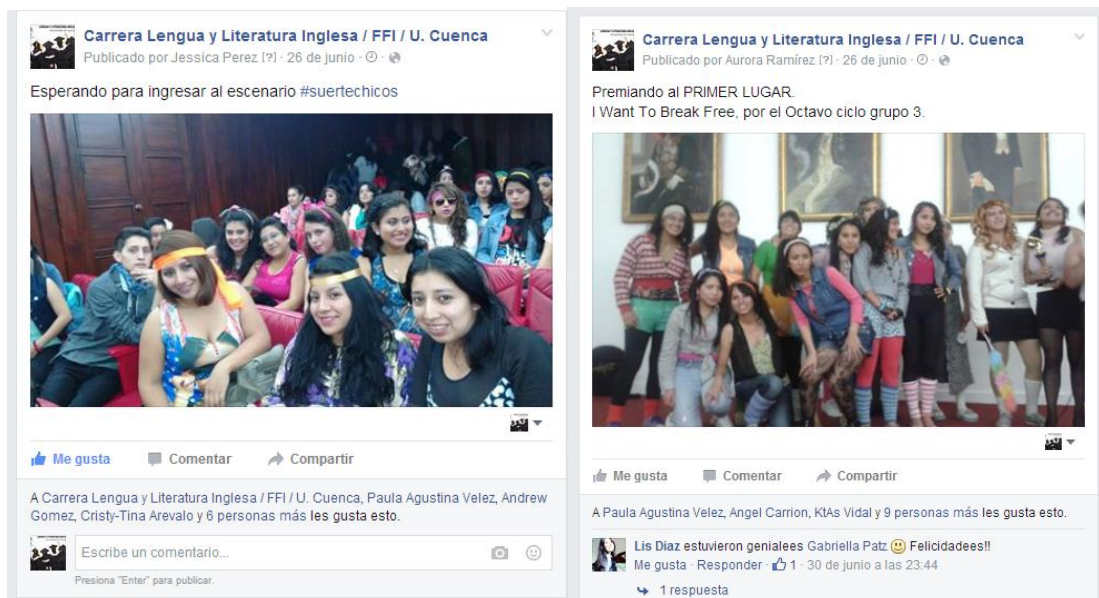 Carrera Lengua y Literatura Inglesa / FFI / U. Cuenca
Publicado por Jessica Perez [?] · 26 de junio ·
Esperando para ingresar al escenario #suertechicos
Me gusta Comentar Compartir
A Carrera Lengua y Literatura Inglesa / FFI / U. Cuenca, Paula Agustina Velez, Andrew
Gomez, Cristy-Tina Arevalo y 6 personas más les gusta esto.
Escribe un comentario...
Presiona "Enter" para publicar.
Carrera Lengua y Literatura Inglesa / FFI / U. Cuenca
Publicado por Aurora Ramírez [?] · 26 de junio ·
Premiando al PRIMER LUGAR.
I Want To Break Free, por el Octavo ciclo grupo 3.
Me gusta Comentar Compartir
A Paula Agustina Velez, Angel Carrion, KtAs Vidal y 9 personas más les gusta esto.
Lis Diaz estuvieron genialees Gabriella Patz Felicidadees!!
Me gusta · Responder · 1 · 30 de junio a las 23:44
1 respuesta